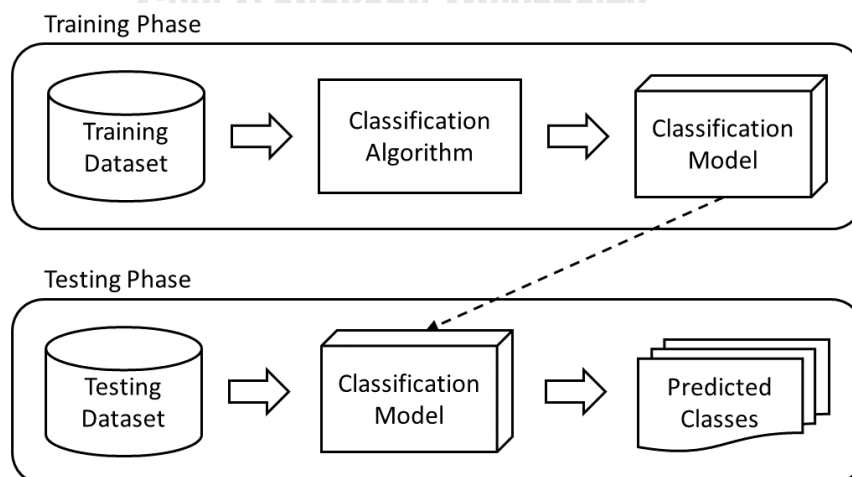 Training Phase
Training
Dataset
Classification
Algorithm
Classification
Model
Testing Phase
Testing
Dataset
Classification
Model
Predicted
Classes